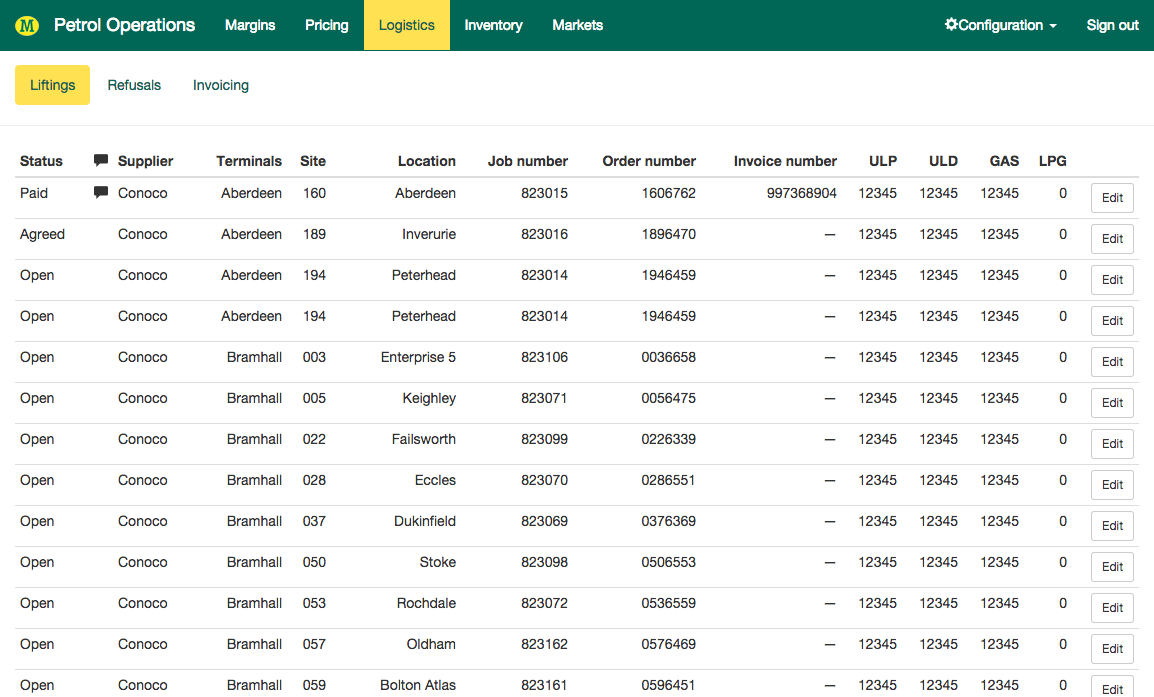 M Petrol Operations Margins Pricing Logistics Inventory Markets Configuration Sign out
Liftings Refusals Invoicing
Status Supplier Terminals Site Location Job number Order number Invoice number ULP ULD GAS LPG
Paid Conoco Aberdeen 160 Aberdeen 823015 1606762 997368904 12345 12345 12345 0 Edit
Agreed Conoco Aberdeen 189 Inverurie 823016 1896470 — 12345 12345 12345 0 Edit
Open Conoco Aberdeen 194 Peterhead 823014 1946459 — 12345 12345 12345 0 Edit
Open Conoco Aberdeen 194 Peterhead 823014 1946459 — 12345 12345 12345 0 Edit
Open Conoco Bramhall 003 Enterprise 5 823106 0036658 — 12345 12345 12345 0 Edit
Open Conoco Bramhall 005 Keighley 823071 0056475 — 12345 12345 12345 0 Edit
Open Conoco Bramhall 022 Failsworth 823099 0226339 — 12345 12345 12345 0 Edit
Open Conoco Bramhall 028 Eccles 823070 0286551 — 12345 12345 12345 0 Edit
Open Conoco Bramhall 037 Dukinfield 823069 0376369 — 12345 12345 12345 0 Edit
Open Conoco Bramhall 050 Stoke 823098 0506553 — 12345 12345 12345 0 Edit
Open Conoco Bramhall 053 Rochdale 823072 0536559 — 12345 12345 12345 0 Edit
Open Conoco Bramhall 057 Oldham 823162 0576469 — 12345 12345 12345 0 Edit
Open Conoco Bramhall 059 Bolton Atlas 823161 0596451 — 12345 12345 12345 0 Edit